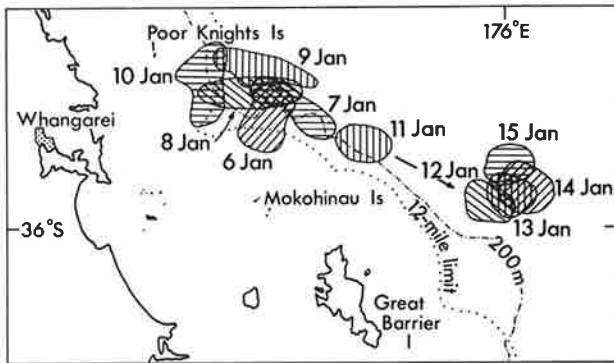 176°E
Poor Knights Is
9 Jan
10 Jan
7 Jan
Whangarei
11 Jan
15 Jan
8 Jan
6 Jan
12 Jan
14 Jan
Mokohinau Is
13 Jan
36°S
12-mile limit
200m
Great
Barrier
I